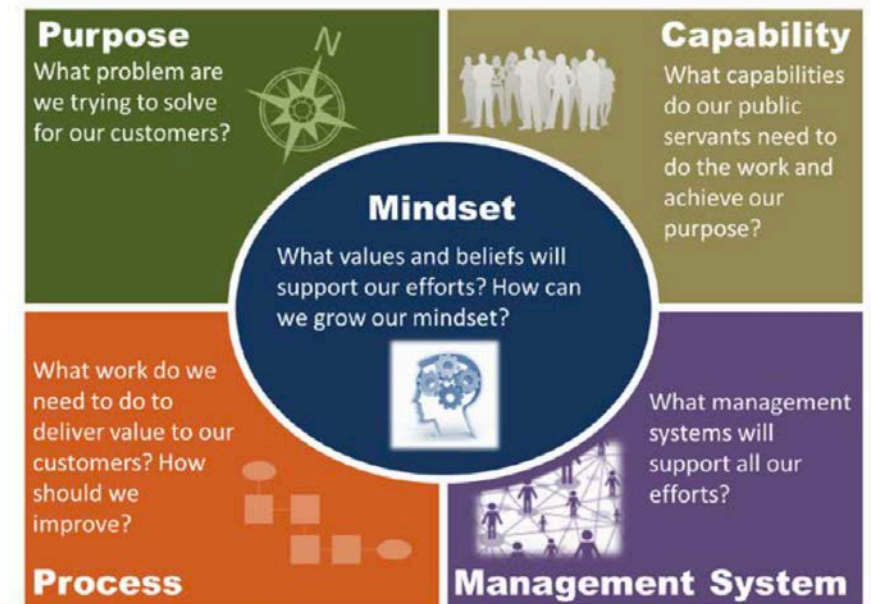 Purpose
What problem are
we trying to solve
for our customers?
N
Capability
What capabilities
do our public
servants need to
do the work and
achieve our
purpose?
Mindset
What values and beliefs will
support our efforts? How can
we grow our mindset?
What work do we
need to do to
deliver value to our
customers? How
should we
improve?
Process
What management
systems will
support all our
efforts?
Management System